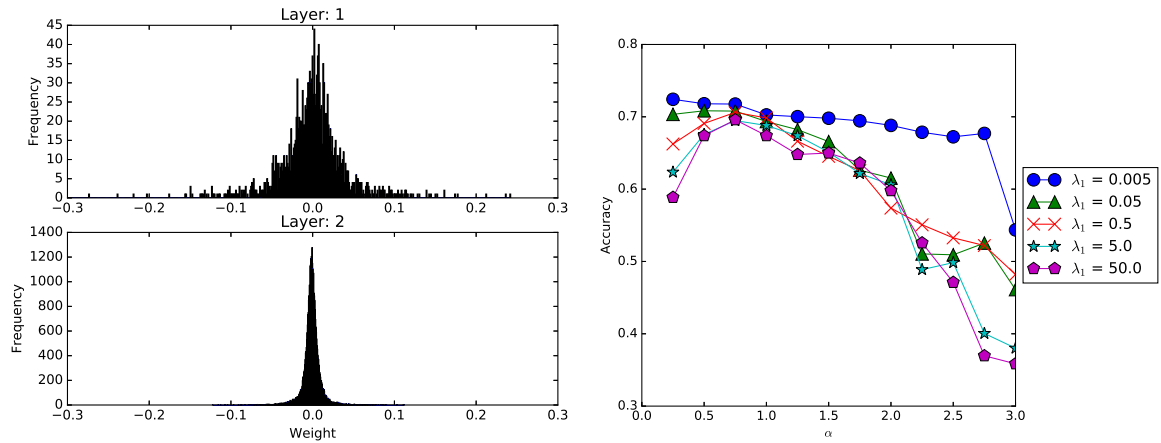 Layer: 1
45
40
35
30
25
20
15
10
5
0
Frequency
−0.3 −0.2 −0.1 0.0 0.1 0.2 0.3
Layer: 2
1400
1200
1000
800
600
400
200
0
Frequency
−0.3 −0.2 −0.1 0.0 0.1 0.2 0.3
Weight
0.8
0.7
0.6
0.5
0.4
0.3
Accuracy
0.0 0.5 1.0 1.5 2.0 2.5 3.0
α
λ₁ = 0.005
λ₁ = 0.05
λ₁ = 0.5
λ₁ = 5.0
λ₁ = 50.0